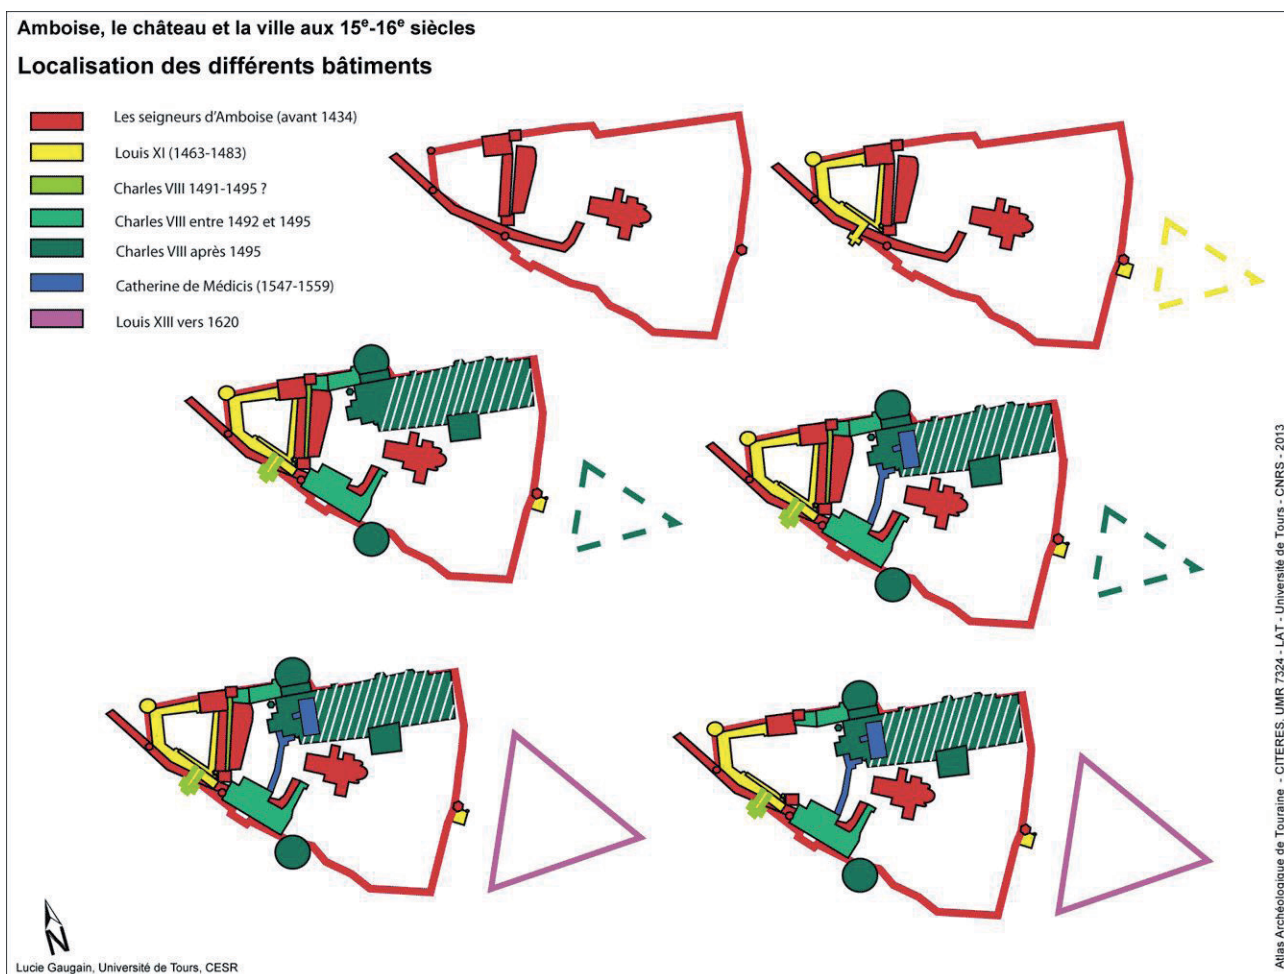 Amboise, le château et la ville aux 15e-16e siècles
Localisation des différents bâtiments
Les seigneurs d'Amboise (avant 1434)
Louis XI (1463-1483)
Charles VIII 1491-1495 ?
Charles VIII entre 1492 et 1495
Charles VIII après 1495
Catherine de Médicis (1547-1559)
Louis XIII vers 1620
N
Lucie Gaugain, Université de Tours, CESR
Atlas Archéologique de Touraine - CITERES, UMR 7324 - LAT - Université de Tours - CNRS - 2013